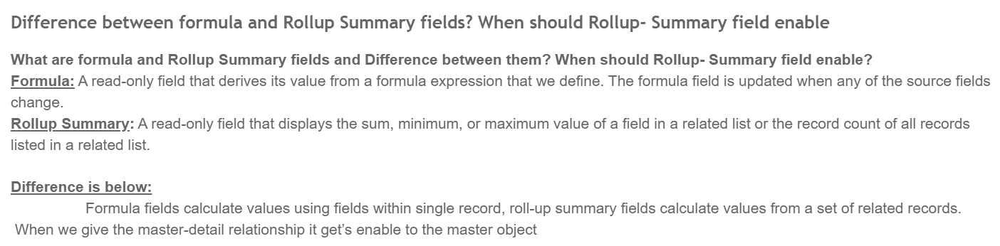 Difference between formula and Rollup Summary fields? When should Rollup- Summary field enable
What are formula and Rollup Summary fields and Difference between them? When should Rollup- Summary field enable?
Formula: A read-only field that derives its value from a formula expression that we define. The formula field is updated when any of the source fields
change.
Rollup Summary: A read-only field that displays the sum, minimum, or maximum value of a field in a related list or the record count of all records
listed in a related list.
Difference is below:
Formula fields calculate values using fields within single record, roll-up summary fields calculate values from a set of related records.
When we give the master-detail relationship it get’s enable to the master object